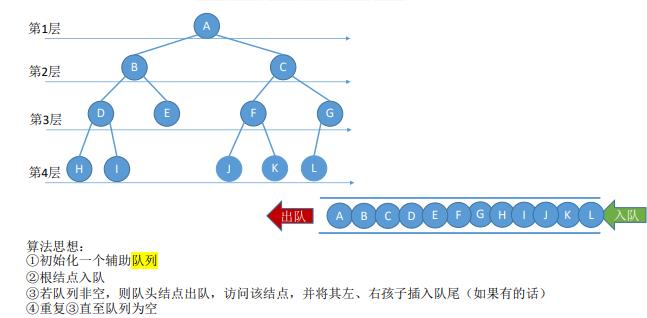 第1层
A
第2层
B
C
第3层
D
E
F
G
第4层
H
I
J
K
L
出队
A B C D E F G H I J K L
入队
算法思想：
①初始化一个辅助队列
②根结点入队
③若队列非空，则队头结点出队，访问该结点，并将其左、右孩子插入队尾（如果有的话）
④重复③直至队列为空